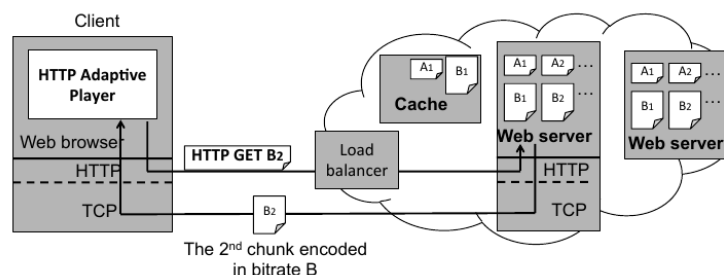 Client
HTTP Adaptive
Player
Web browser
HTTP
TCP
HTTP GET B2
B2
The 2nd chunk encoded
in bitrate B
Load
balancer
A1
B1
Cache
A1 A2 ...
B1 B2 ...
Web server
HTTP
TCP
A1 A2 ...
B1 B2 ...
Web server